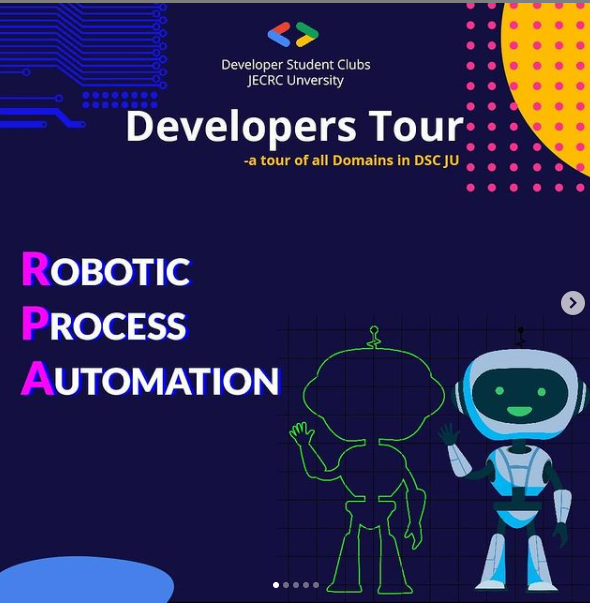 Developer Student Clubs
JECRC Unversity
Developers Tour
-a tour of all Domains in DSC JU
ROBOTIC
PROCESS
AUTOMATION